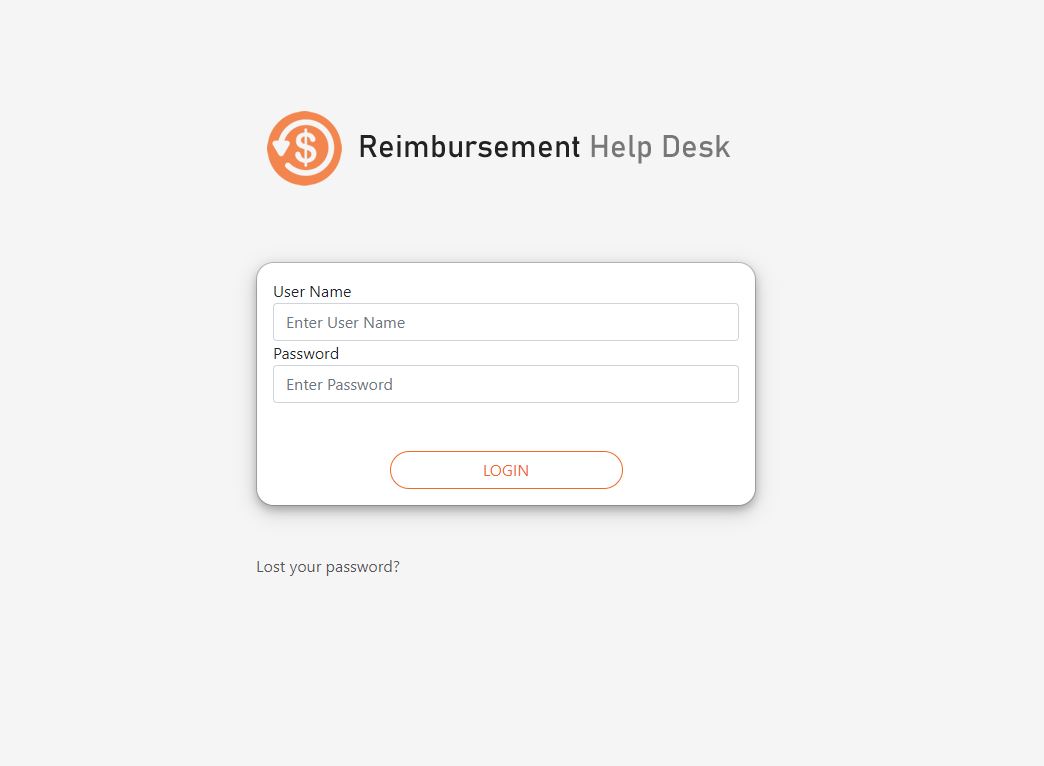 Reimbursement Help Desk
User Name
Enter User Name
Password
Enter Password
LOGIN
Lost your password?